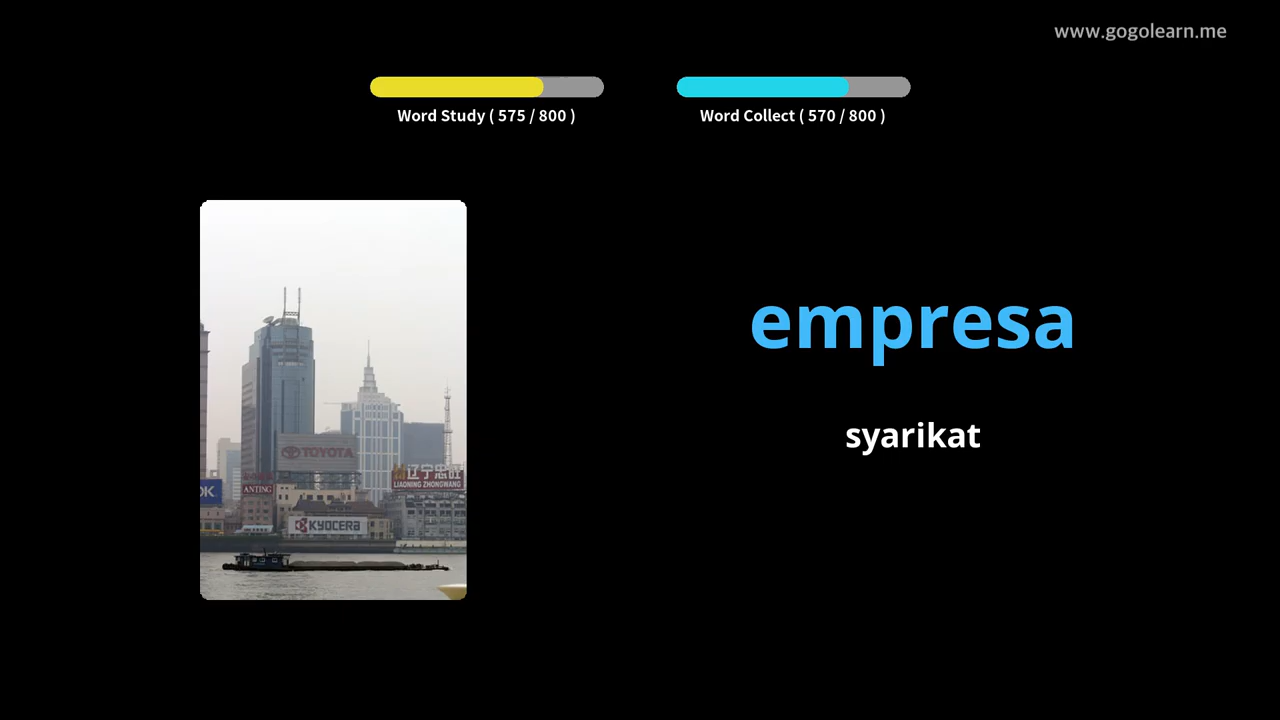 www.gogolearn.me
Word Study ( 575 / 800 )
Word Collect ( 570 / 800 )
empresa
syarikat
TOYOTA
辽宁忠旺
LIAONING ZHONGWANG
OK
ANTING
KYOCERA